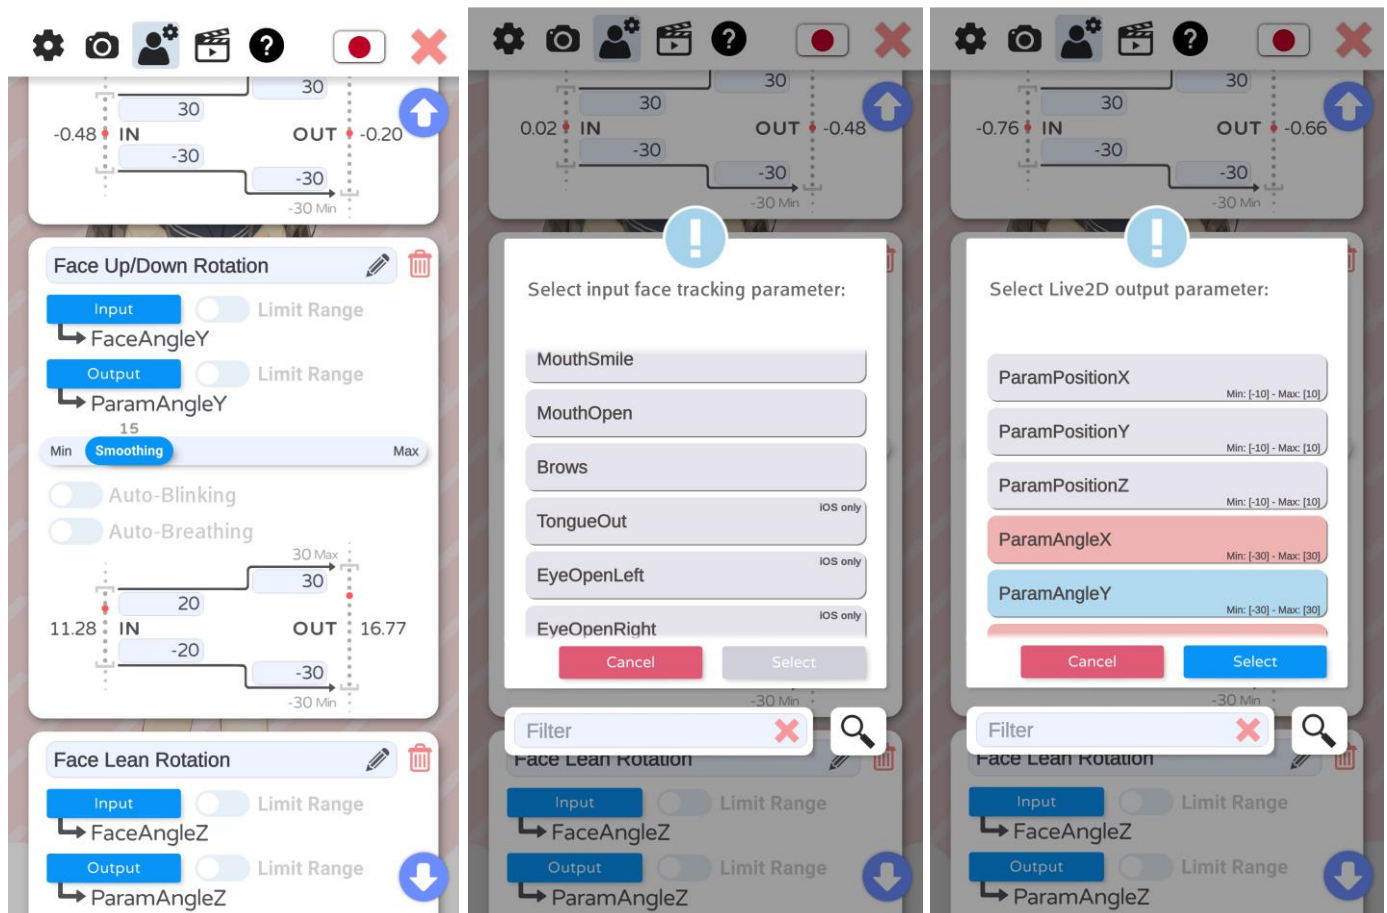 30
30
-0.48
IN
OUT
-0.20
-30
-30
-30 Min
Face Up/Down Rotation
Input
Limit Range
FaceAngleY
Output
Limit Range
ParamAngleY
15
Min
Smoothing
Max
Auto-Blinking
Auto-Breathing
30 Max
30
20
11.28
IN
OUT
16.77
-20
-30
-30 Min
Face Lean Rotation
Input
Limit Range
FaceAngleZ
Output
Limit Range
ParamAngleZ
30
30
0.02
IN
OUT
-0.48
-30
-30
-30 Min
Select input face tracking parameter:
MouthSmile
MouthOpen
Brows
TongueOut
iOS only
EyeOpenLeft
iOS only
EyeOpenRight
iOS only
Cancel
Select
-30 Min
Filter
Face Lean Rotation
Input
Limit Range
FaceAngleZ
Output
Limit Range
ParamAngleZ
30
30
-0.76
IN
OUT
-0.66
-30
-30
-30 Min
Select Live2D output parameter:
ParamPositionX
Min: [-10] - Max: [10]
ParamPositionY
Min: [-10] - Max: [10]
ParamPositionZ
Min: [-10] - Max: [10]
ParamAngleX
Min: [-30] - Max: [30]
ParamAngleY
Min: [-30] - Max: [30]
Cancel
Select
-30 Min
Filter
Face Lean Rotation
Input
Limit Range
FaceAngleZ
Output
Limit Range
ParamAngleZ